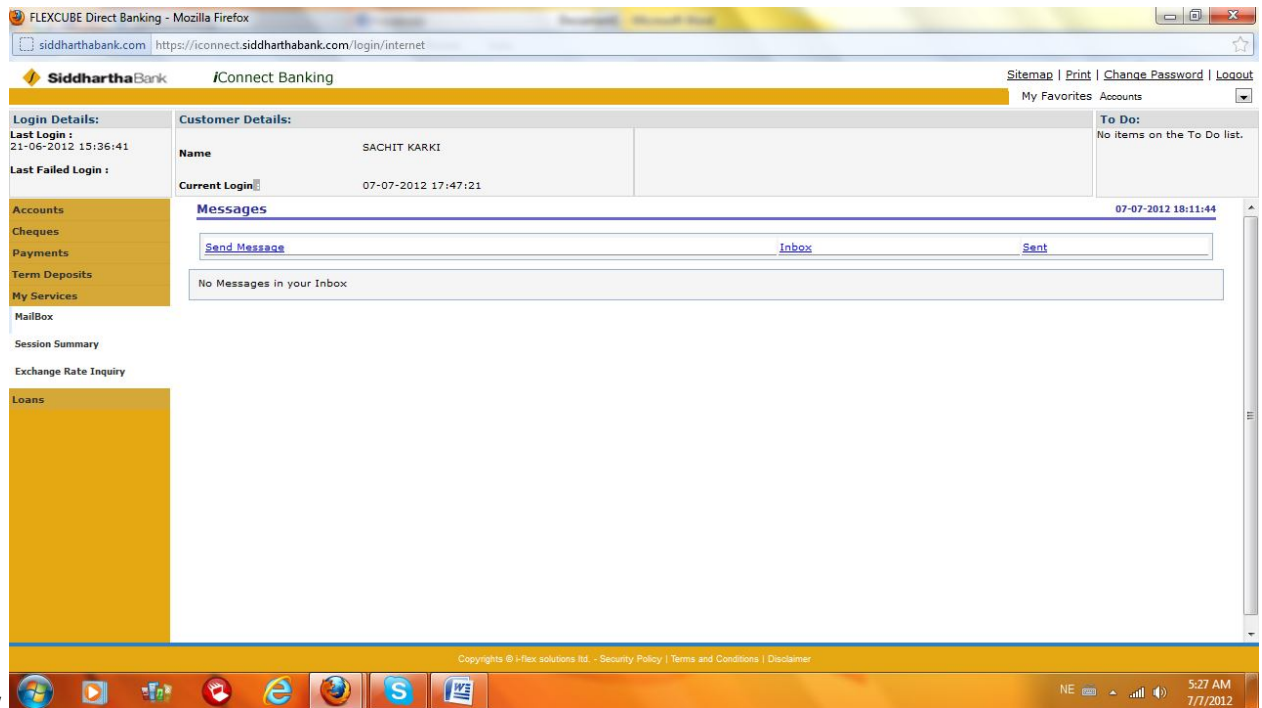 FLEXCUBE Direct Banking - Mozilla Firefox
siddharthabank.com https://iconnect.siddharthabank.com/login/internet
SiddharthaBank iConnect Banking
Sitemap | Print | Change Password | Logout
My Favorites Accounts
Login Details:
Last Login :
21-06-2012 15:36:41
Last Failed Login :
Customer Details:
Name SACHIT KARKI
Current Login: 07-07-2012 17:47:21
To Do:
No items on the To Do list.
Accounts
Cheques
Payments
Term Deposits
My Services
MailBox
Session Summary
Exchange Rate Inquiry
Loans
Messages 07-07-2012 18:11:44
Send Message Inbox Sent
No Messages in your Inbox
Copyrights © i-flex solutions ltd. - Security Policy | Terms and Conditions | Disclaimer
NE 5:27 AM
7/7/2012